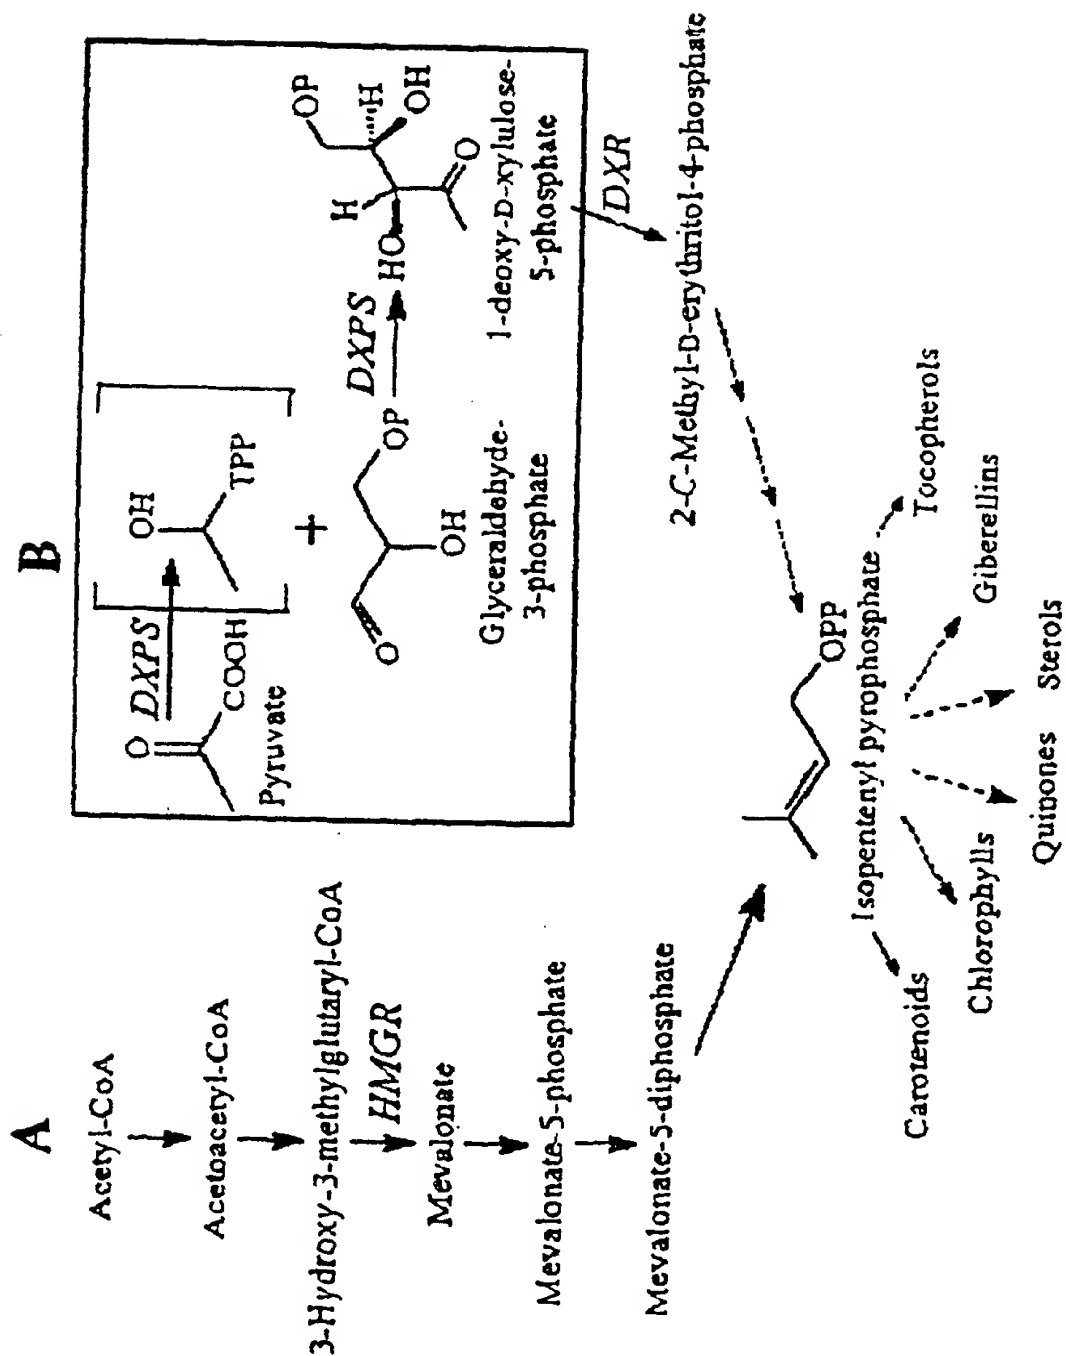 A
Acetyl-CoA
Acetoacetyl-CoA
3-Hydroxy-3-methylglutaryl-CoA
HMGR
Mevalonate
Mevalonate-5-phosphate
Mevalonate-5-diphosphate
B
O
COOH
Pyruvate
DXPS
OH
TPP
+
O
OH
OP
Glyceraldehyde-
3-phosphate
DXPS
OP
H
OH
H
HO
O
1-deoxy-D-xylulose-
5-phosphate
DXR
2-C-Methyl-D-erythritol-4-phosphate
OPP
Isopentenyl pyrophosphate
Carotenoids
Chlorophylls
Quinones
Sterols
Giberellins
Tocopherols